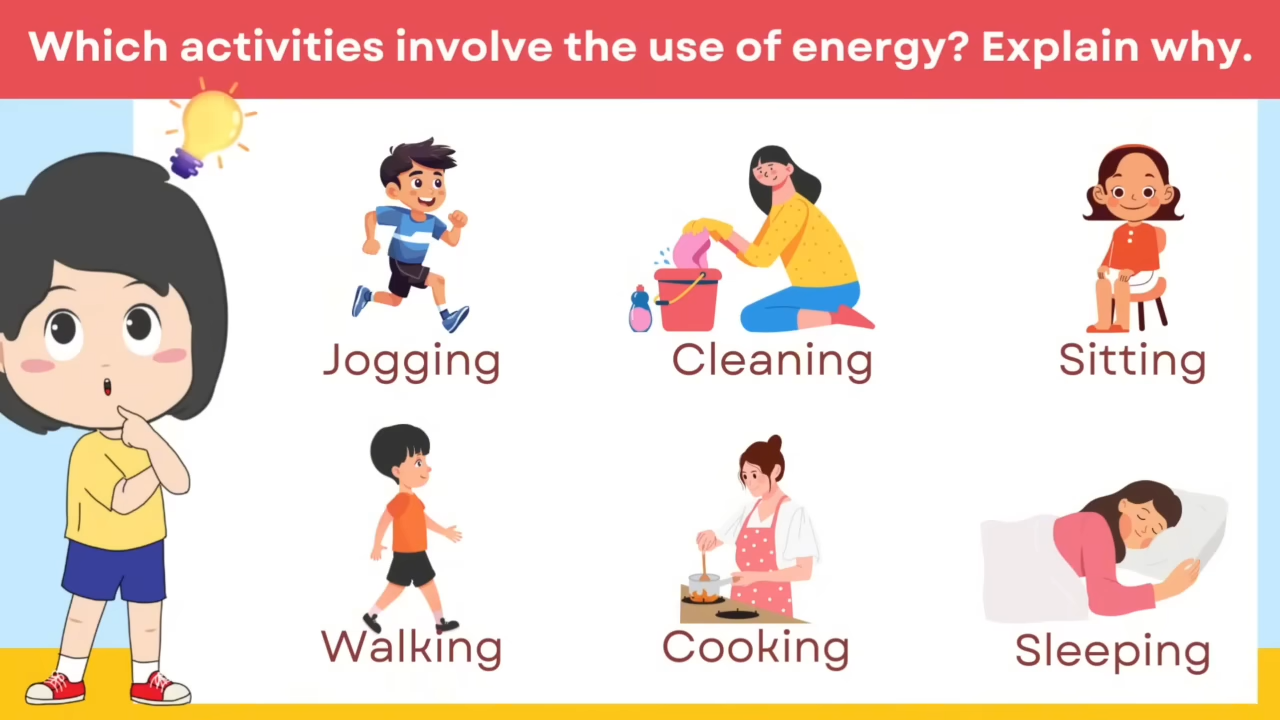 Which activities involve the use of energy? Explain why.
Jogging
Cleaning
Sitting
Walking
Cooking
Sleeping